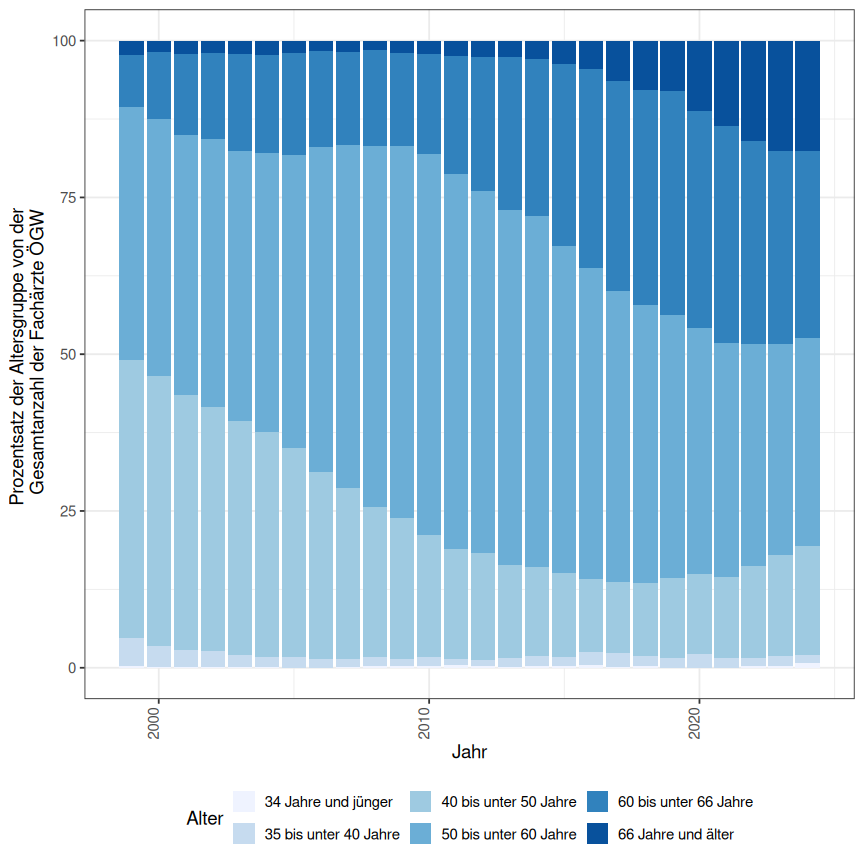 100
75
50
25
0
Prozentsatz der Altersgruppe von der
Gesamtanzahl der Fachärzte ÖGW
2000
2010
2020
Jahr
Alter
34 Jahre und jünger
35 bis unter 40 Jahre
40 bis unter 50 Jahre
50 bis unter 60 Jahre
60 bis unter 66 Jahre
66 Jahre und älter